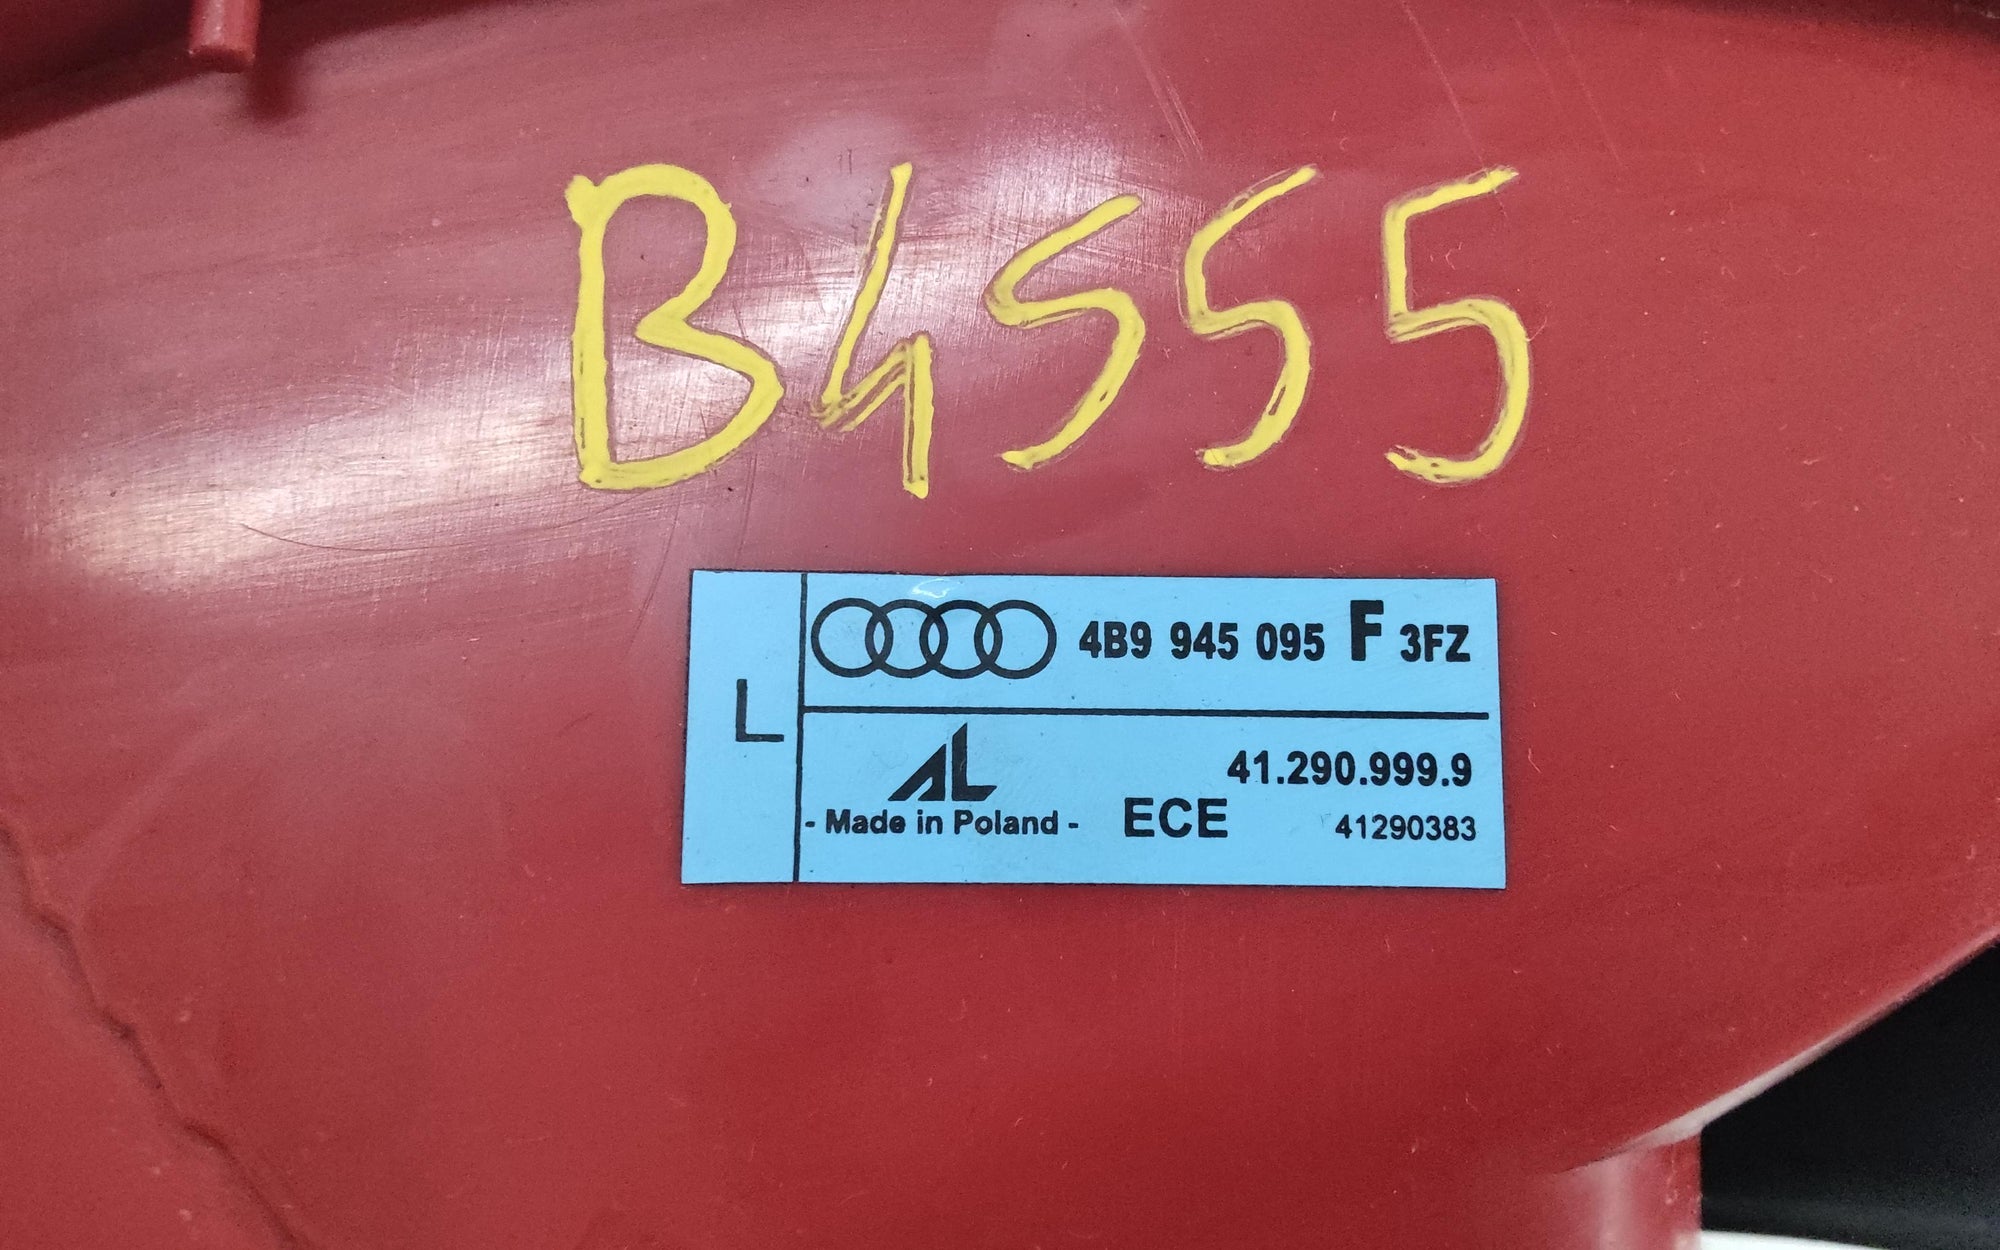 B4555
L
4B9 945 095 F 3FZ
AL
41.290.999.9
- Made in Poland - ECE 41290383